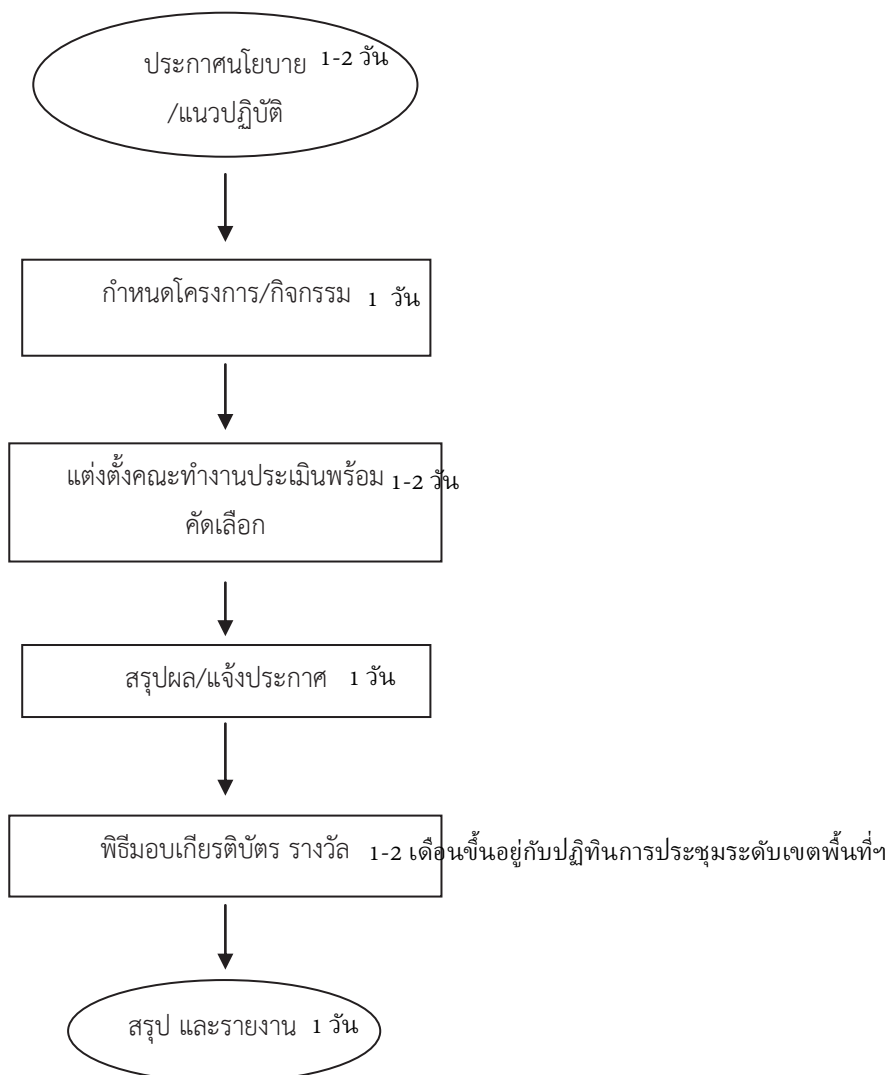 ประกาศนโยบาย 1-2 วัน
/แนวปฏิบัติ
กำหนดโครงการ/กิจกรรม 1 วัน
แต่งตั้งคณะทำงานประเมินพร้อม 1-2 วัน
คัดเลือก
สรุปผล/แจ้งประกาศ 1 วัน
พิธีมอบเกียรติบัตร รางวัล 1-2 เดือนขึ้นอยู่กับปฏิทินการประชุมระดับเขตพื้นที่ฯ
สรุป และรายงาน 1 วัน